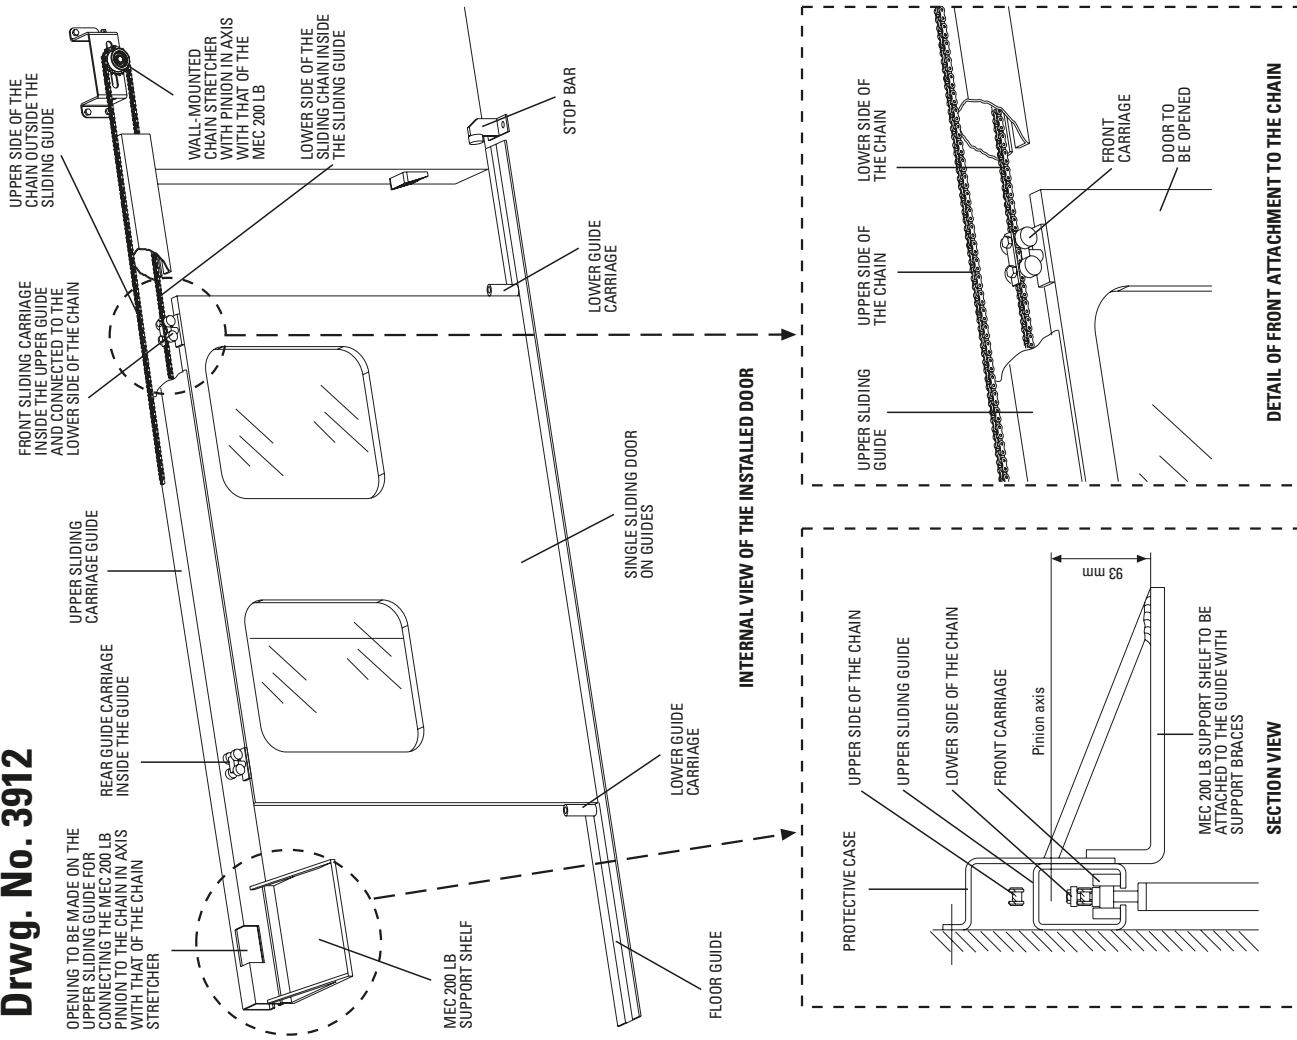 Drwg. No. 3912
OPENING TO BE MADE ON THE
UPPER SLIDING GUIDE FOR
CONNECTING THE MEC 200 LB
PINION TO THE CHAIN IN AXIS
WITH THAT OF THE CHAIN
STRETCHER
REAR GUIDE CARRIAGE
INSIDE THE GUIDE
UPPER SLIDING
CARRIAGE GUIDE
FRONT SLIDING CARRIAGE
INSIDE THE UPPER GUIDE
AND CONNECTED TO THE
LOWER SIDE OF THE CHAIN
UPPER SIDE OF THE
CHAIN OUTSIDE THE
SLIDING GUIDE
WALL-MOUNTED
CHAIN STRETCHER
WITH PINION IN AXIS
WITH THAT OF THE
MEC 200 LB
LOWER SIDE OF THE
SLIDING CHAIN INSIDE
THE SLIDING GUIDE
STOP BAR
LOWER GUIDE
CARRIAGE
SINGLE SLIDING DOOR
ON GUIDES
LOWER GUIDE
CARRIAGE
MEC 200 LB
SUPPORT SHELF
FLOOR GUIDE
INTERNAL VIEW OF THE INSTALLED DOOR
PROTECTIVE CASE
UPPER SIDE OF THE CHAIN
UPPER SLIDING GUIDE
LOWER SIDE OF THE CHAIN
FRONT CARRIAGE
Pinion axis
93 mm
MEC 200 LB SUPPORT SHELF TO BE
ATTACHED TO THE GUIDE WITH
SUPPORT BRACES
SECTION VIEW
UPPER SLIDING
GUIDE
UPPER SIDE OF
THE CHAIN
LOWER SIDE OF
THE CHAIN
FRONT
CARRIAGE
DOOR TO
BE OPENED
DETAIL OF FRONT ATTACHMENT TO THE CHAIN